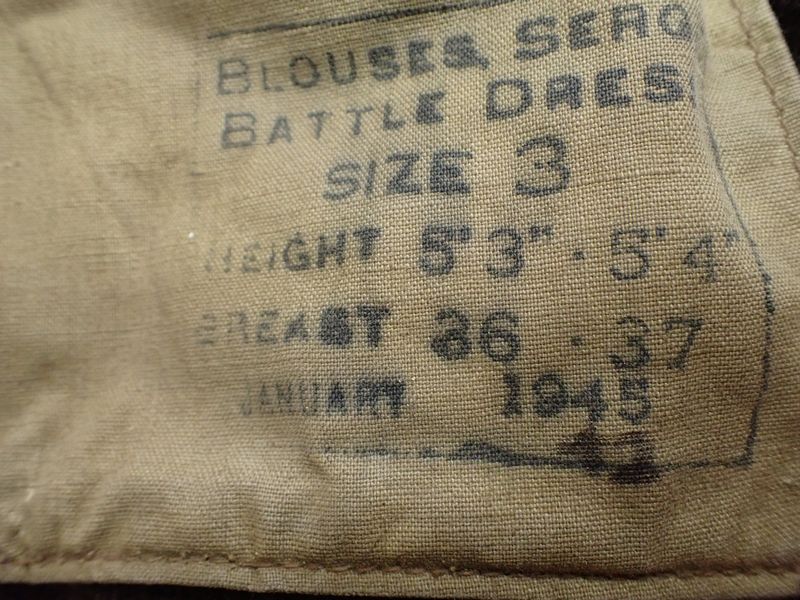 BLOUSES, SERG
BATTLE DRES
SIZE 3
HEIGHT 5'3" - 5'4"
BREAST 36 - 37
JANUARY 1945